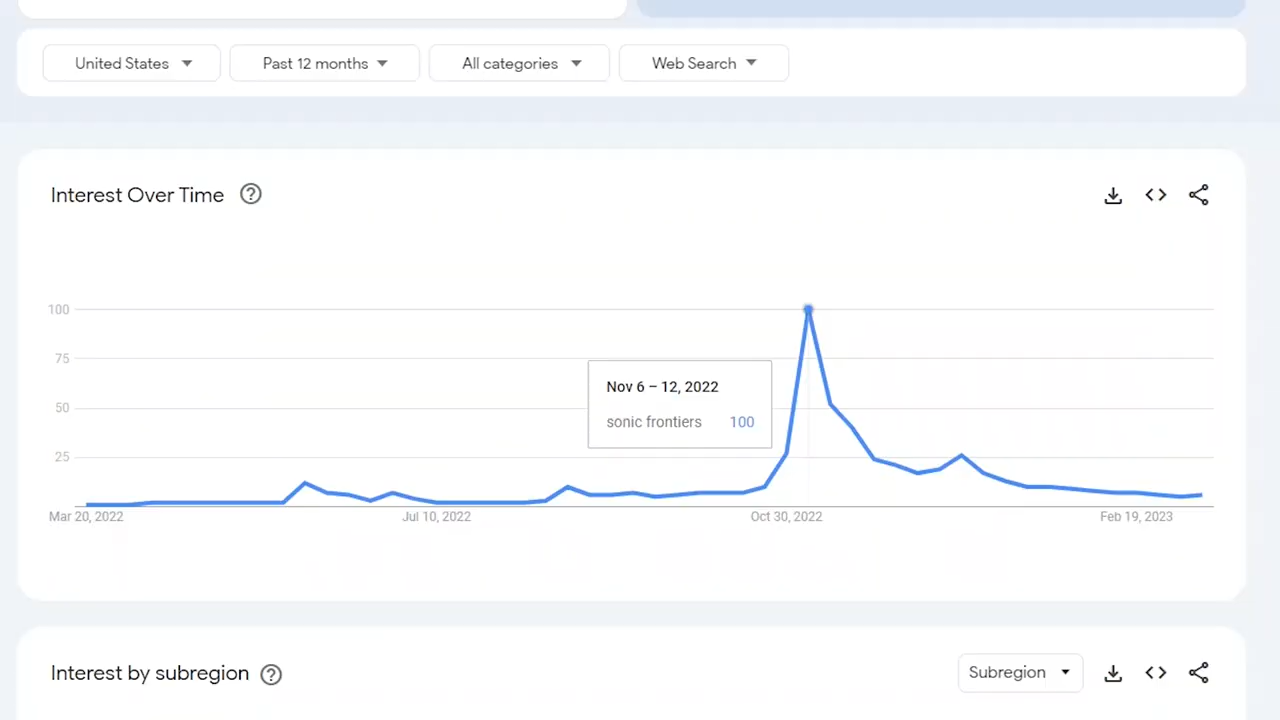 United States Past 12 months All categories Web Search
Interest Over Time
100
75
50
25
Nov 6 – 12, 2022
sonic frontiers 100
Mar 20, 2022 Jul 10, 2022 Oct 30, 2022 Feb 19, 2023
Interest by subregion Subregion